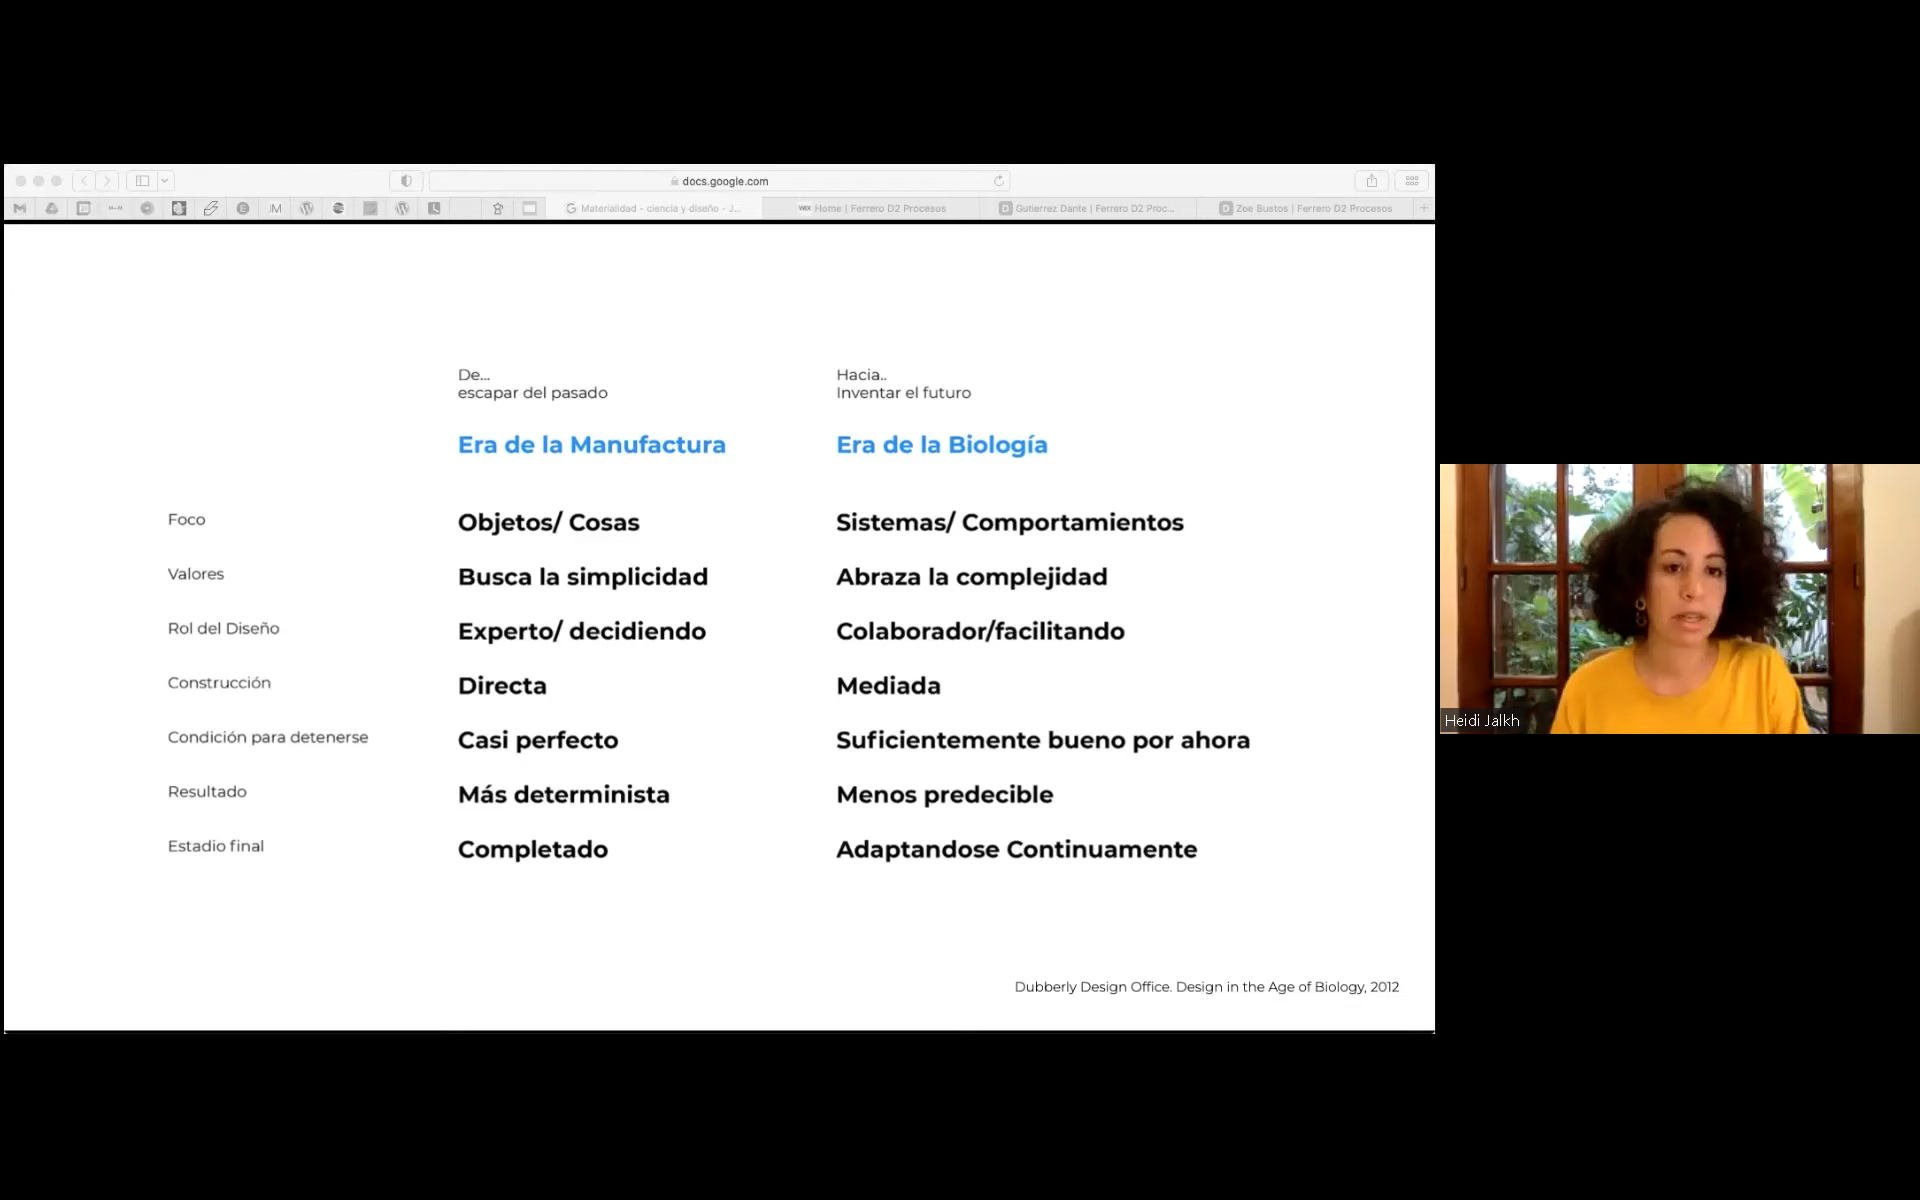 docs.google.com
Materialidad - ciencia y diseño - J...
WIX Home | Ferrero D2 Procesos
Gutierrez Dante | Ferrero D2 Proc...
Zoe Bustos | Ferrero D2 Procesos
De...
escapar del pasado
Hacia..
Inventar el futuro
Era de la Manufactura
Era de la Biología
Foco
Objetos/ Cosas
Sistemas/ Comportamientos
Valores
Busca la simplicidad
Abraza la complejidad
Rol del Diseño
Experto/ decidiendo
Colaborador/facilitando
Construcción
Directa
Mediada
Condición para detenerse
Casi perfecto
Suficientemente bueno por ahora
Resultado
Más determinista
Menos predecible
Estadio final
Completado
Adaptandose Continuamente
Dubberly Design Office. Design in the Age of Biology, 2012
Heidi Jalkh